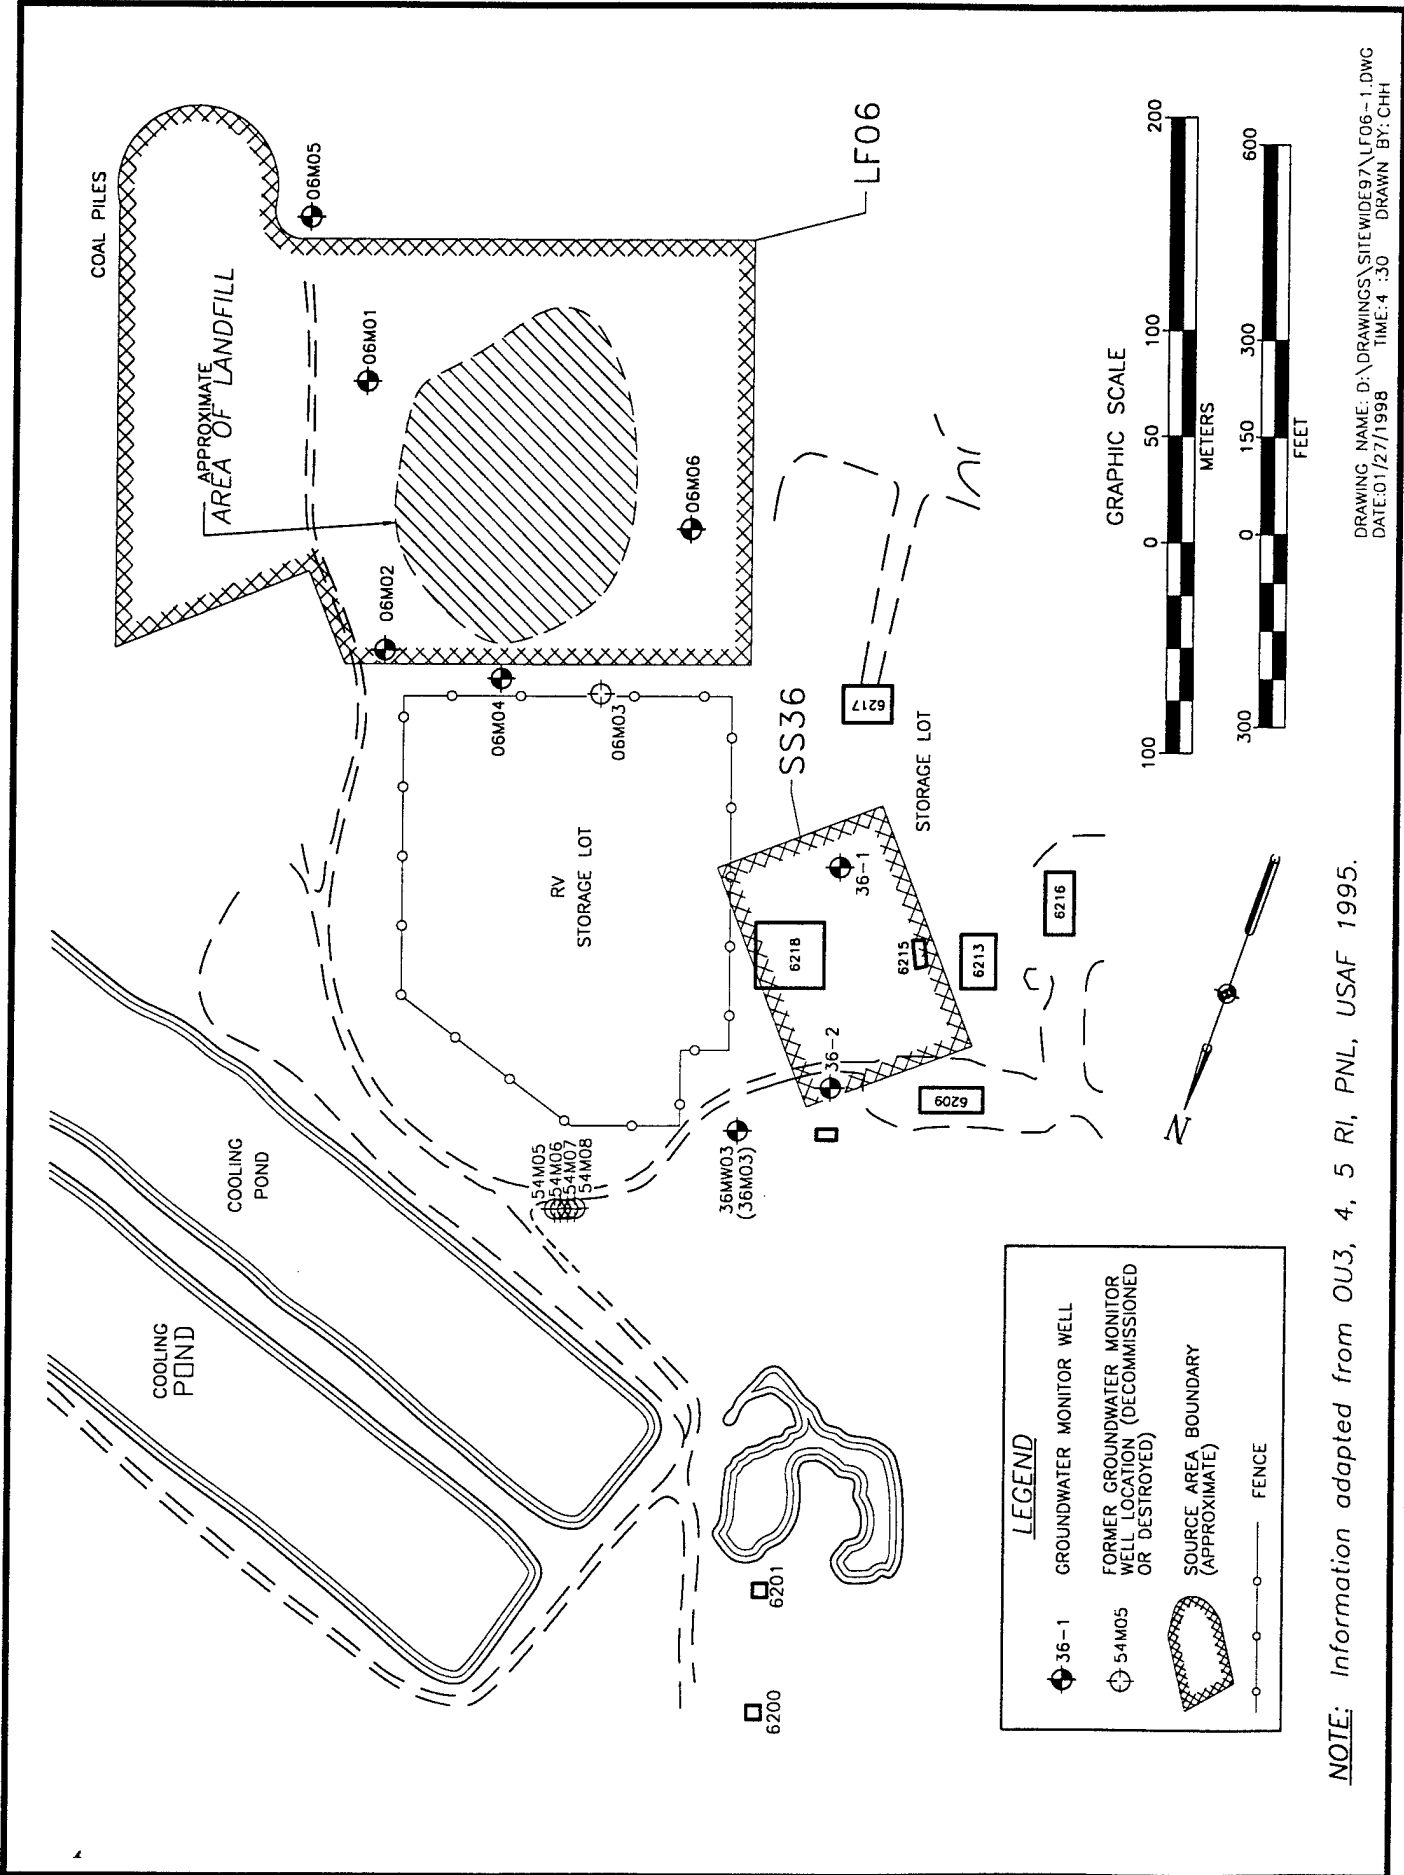 COAL PILES
APPROXIMATE
AREA OF LANDFILL
06M05
06M01
06M02
06M06
06M04
06M03
LF06
RV
STORAGE LOT
SS36
STORAGE LOT
6217
36-1
6218
6215
6213
6216
36-2
6209
36MW03
(36M03)
54M05
54M06
54M07
54M08
COOLING
POND
COOLING
POND
6201
6200
N
GRAPHIC SCALE
100 0 50 100 200
METERS
300 0 150 300 600
FEET
LEGEND
36-1 GROUNDWATER MONITOR WELL
54M05 FORMER GROUNDWATER MONITOR
WELL LOCATION (DECOMMISSIONED
OR DESTROYED)
SOURCE AREA BOUNDARY
(APPROXIMATE)
FENCE
NOTE: Information adapted from OU3, 4, 5 RI, PNL, USAF 1995.
DRAWING NAME: D:\DRAWINGS\SITEWIDE97\LF06-1.DWG
DATE:01/27/1998 TIME:4 :30 DRAWN BY: CHH